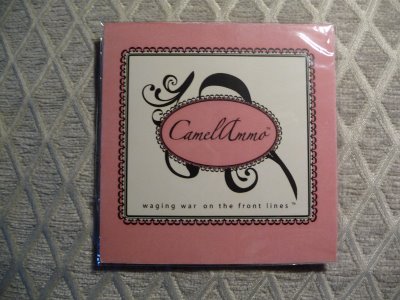 CamelAmmo™
waging war on the front lines™